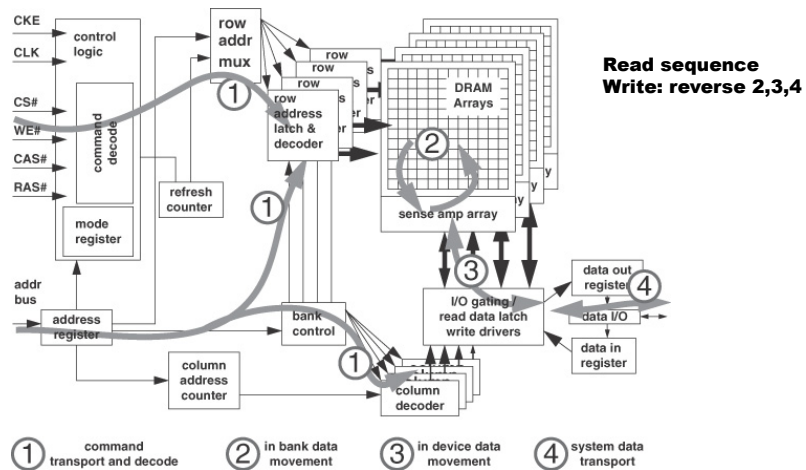 CKE
CLK
CS#
WE#
CAS#
RAS#
control
logic
command
decode
mode
register
addr
bus
address
register
row
addr
mux
refresh
counter
row
row
row
address
latch & 
decoder
bank
control
column
address
counter
column
decoder
DRAM
Arrays
sense amp array
I/O gating /
read data latch
write drivers
data out
register
data I/O
data in
register
1
1
1
2
3
4
Read sequence
Write: reverse 2,3,4
1 command
transport and decode
2 in bank data
movement
3 in device data
movement
4 system data
transport